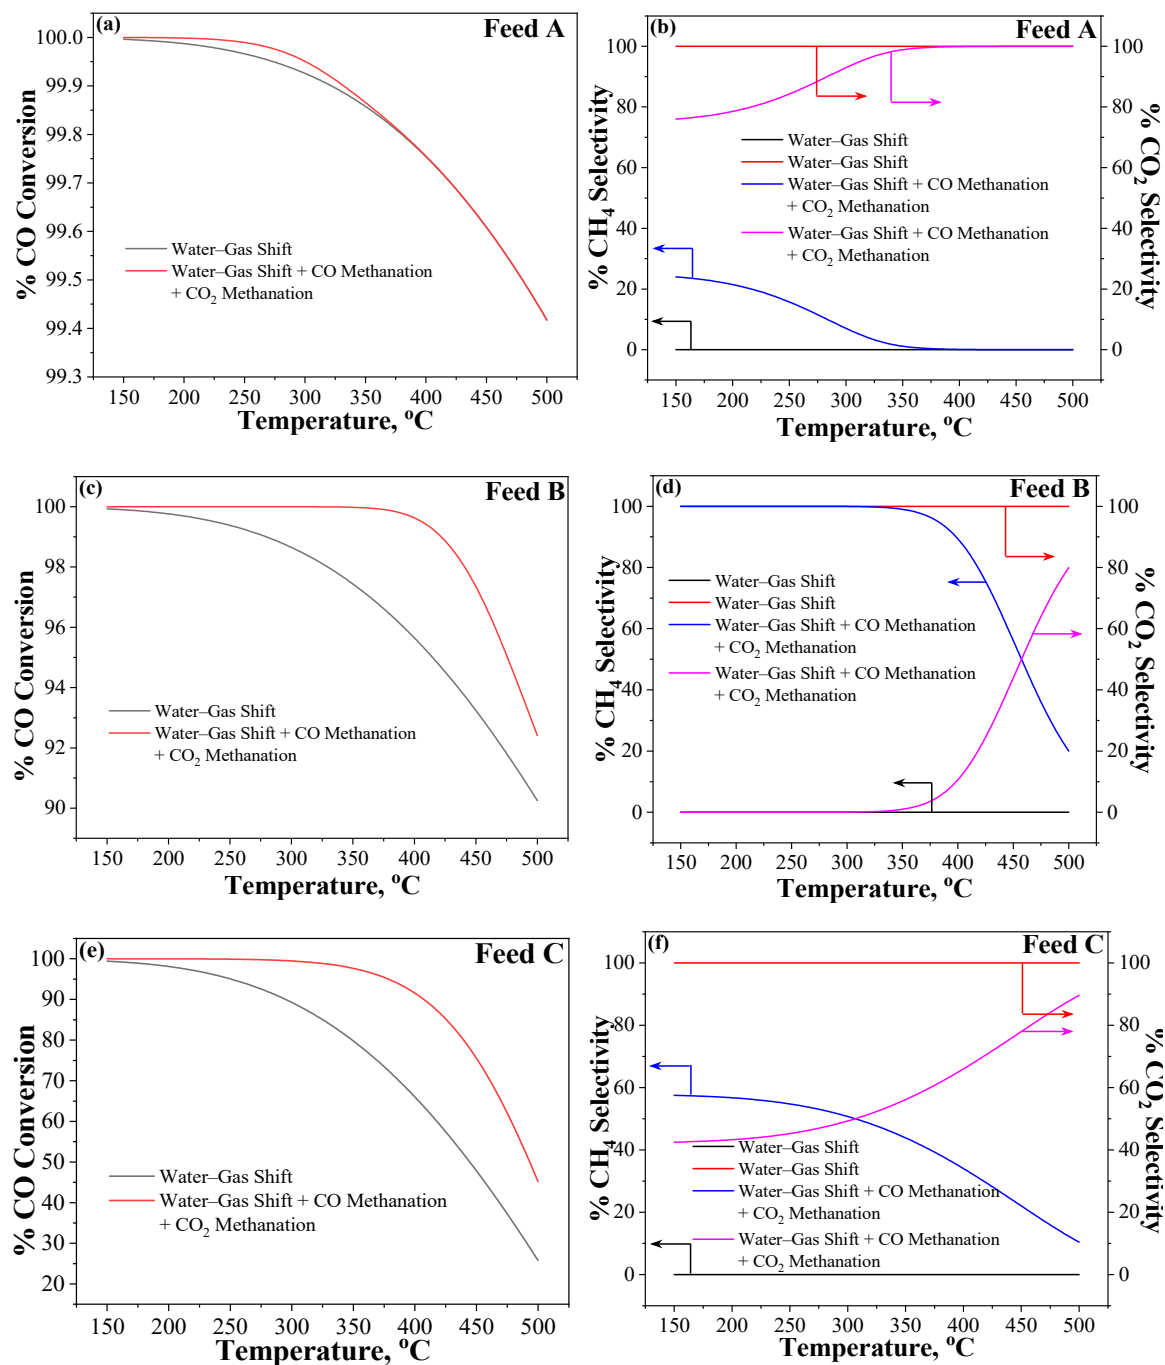 (a)
Feed A
100.0
99.9
99.8
99.7
99.6
99.5
99.4
99.3
% CO Conversion
Water–Gas Shift
Water–Gas Shift + CO Methanation
+ CO₂ Methanation
150 200 250 300 350 400 450 500
Temperature, °C
(b)
Feed A
100
80
60
40
20
0
% CH₄ Selectivity
Water–Gas Shift
Water–Gas Shift
Water–Gas Shift + CO Methanation
+ CO₂ Methanation
Water–Gas Shift + CO Methanation
+ CO₂ Methanation
100
80
60
40
20
0
% CO₂ Selectivity
150 200 250 300 350 400 450 500
Temperature, °C
(c)
Feed B
100
98
96
94
92
90
% CO Conversion
Water–Gas Shift
Water–Gas Shift + CO Methanation
+ CO₂ Methanation
150 200 250 300 350 400 450 500
Temperature, °C
(d)
Feed B
100
80
60
40
20
0
% CH₄ Selectivity
Water–Gas Shift
Water–Gas Shift
Water–Gas Shift + CO Methanation
+ CO₂ Methanation
Water–Gas Shift + CO Methanation
+ CO₂ Methanation
100
80
60
40
20
0
% CO₂ Selectivity
150 200 250 300 350 400 450 500
Temperature, °C
(e)
Feed C
100
90
80
70
60
50
40
30
20
% CO Conversion
Water–Gas Shift
Water–Gas Shift + CO Methanation
+ CO₂ Methanation
150 200 250 300 350 400 450 500
Temperature, °C
(f)
Feed C
100
80
60
40
20
0
% CH₄ Selectivity
Water–Gas Shift
Water–Gas Shift
Water–Gas Shift + CO Methanation
+ CO₂ Methanation
Water–Gas Shift + CO Methanation
+ CO₂ Methanation
100
80
60
40
20
0
% CO₂ Selectivity
150 200 250 300 350 400 450 500
Temperature, °C